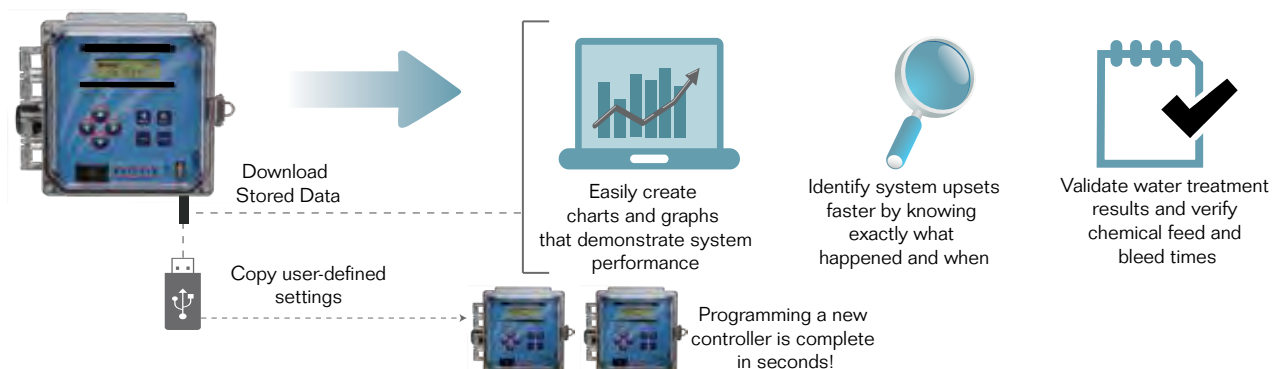 Download
Stored Data
Easily create
charts and graphs
that demonstrate system
performance
Identify system upsets
faster by knowing
exactly what
happened and when
Validate water treatment
results and verify
chemical feed and
bleed times
Copy user-defined
settings
Programming a new
controller is complete
in seconds!